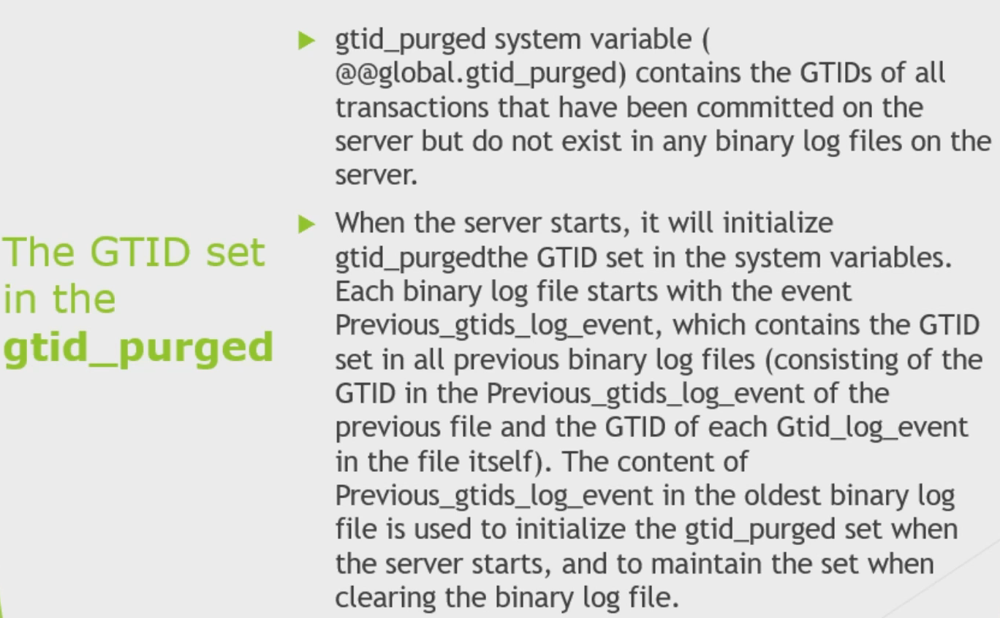 The GTID set
in the
gtid_purged
gtid_purged system variable (
@@global.gtid_purged) contains the GTIDs of all
transactions that have been committed on the
server but do not exist in any binary log files on the
server.
When the server starts, it will initialize
gtid_purgedthe GTID set in the system variables.
Each binary log file starts with the event
Previous_gtids_log_event, which contains the GTID
set in all previous binary log files (consisting of the
GTID in the Previous_gtids_log_event of the
previous file and the GTID of each Gtid_log_event
in the file itself). The content of
Previous_gtids_log_event in the oldest binary log
file is used to initialize the gtid_purged set when
the server starts, and to maintain the set when
clearing the binary log file.